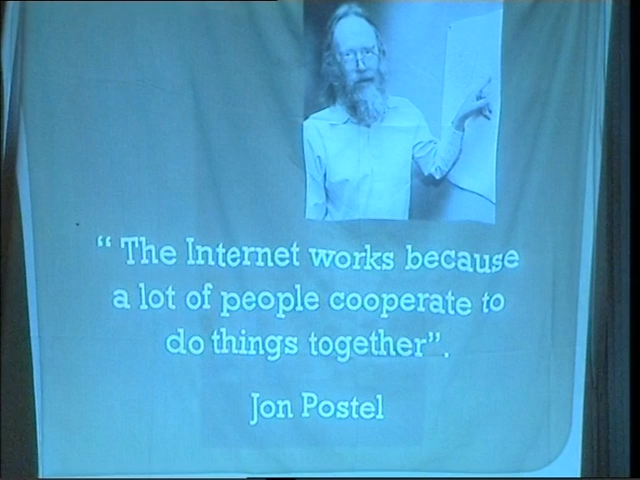 “ The Internet works because
a lot of people cooperate to
do things together”.
Jon Postel